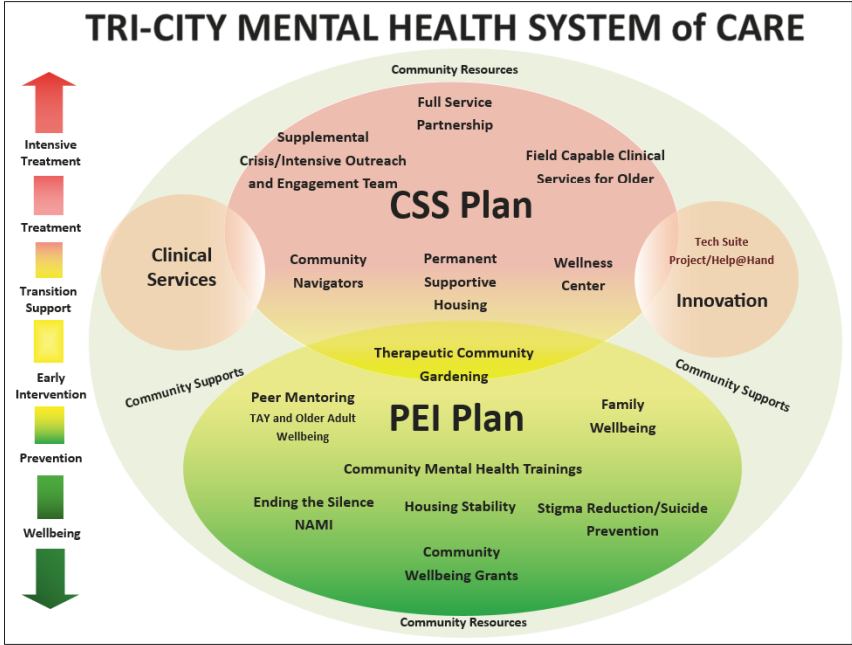 TRI-CITY MENTAL HEALTH SYSTEM of CARE
Community Resources
Full Service
Partnership
Supplemental
Crisis/Intensive Outreach
and Engagement Team
Field Capable Clinical
Services for Older
CSS Plan
Clinical
Services
Community
Navigators
Permanent
Supportive
Housing
Wellness
Center
Tech Suite
Project/Help@Hand
Innovation
Therapeutic Community
Gardening
Community Supports
Community Supports
Peer Mentoring
TAY and Older Adult
Wellbeing
PEI Plan
Family
Wellbeing
Community Mental Health Trainings
Ending the Silence
NAMI
Housing Stability
Stigma Reduction/Suicide
Prevention
Community
Wellbeing Grants
Community Resources
Intensive
Treatment
Treatment
Transition
Support
Early
Intervention
Prevention
Wellbeing